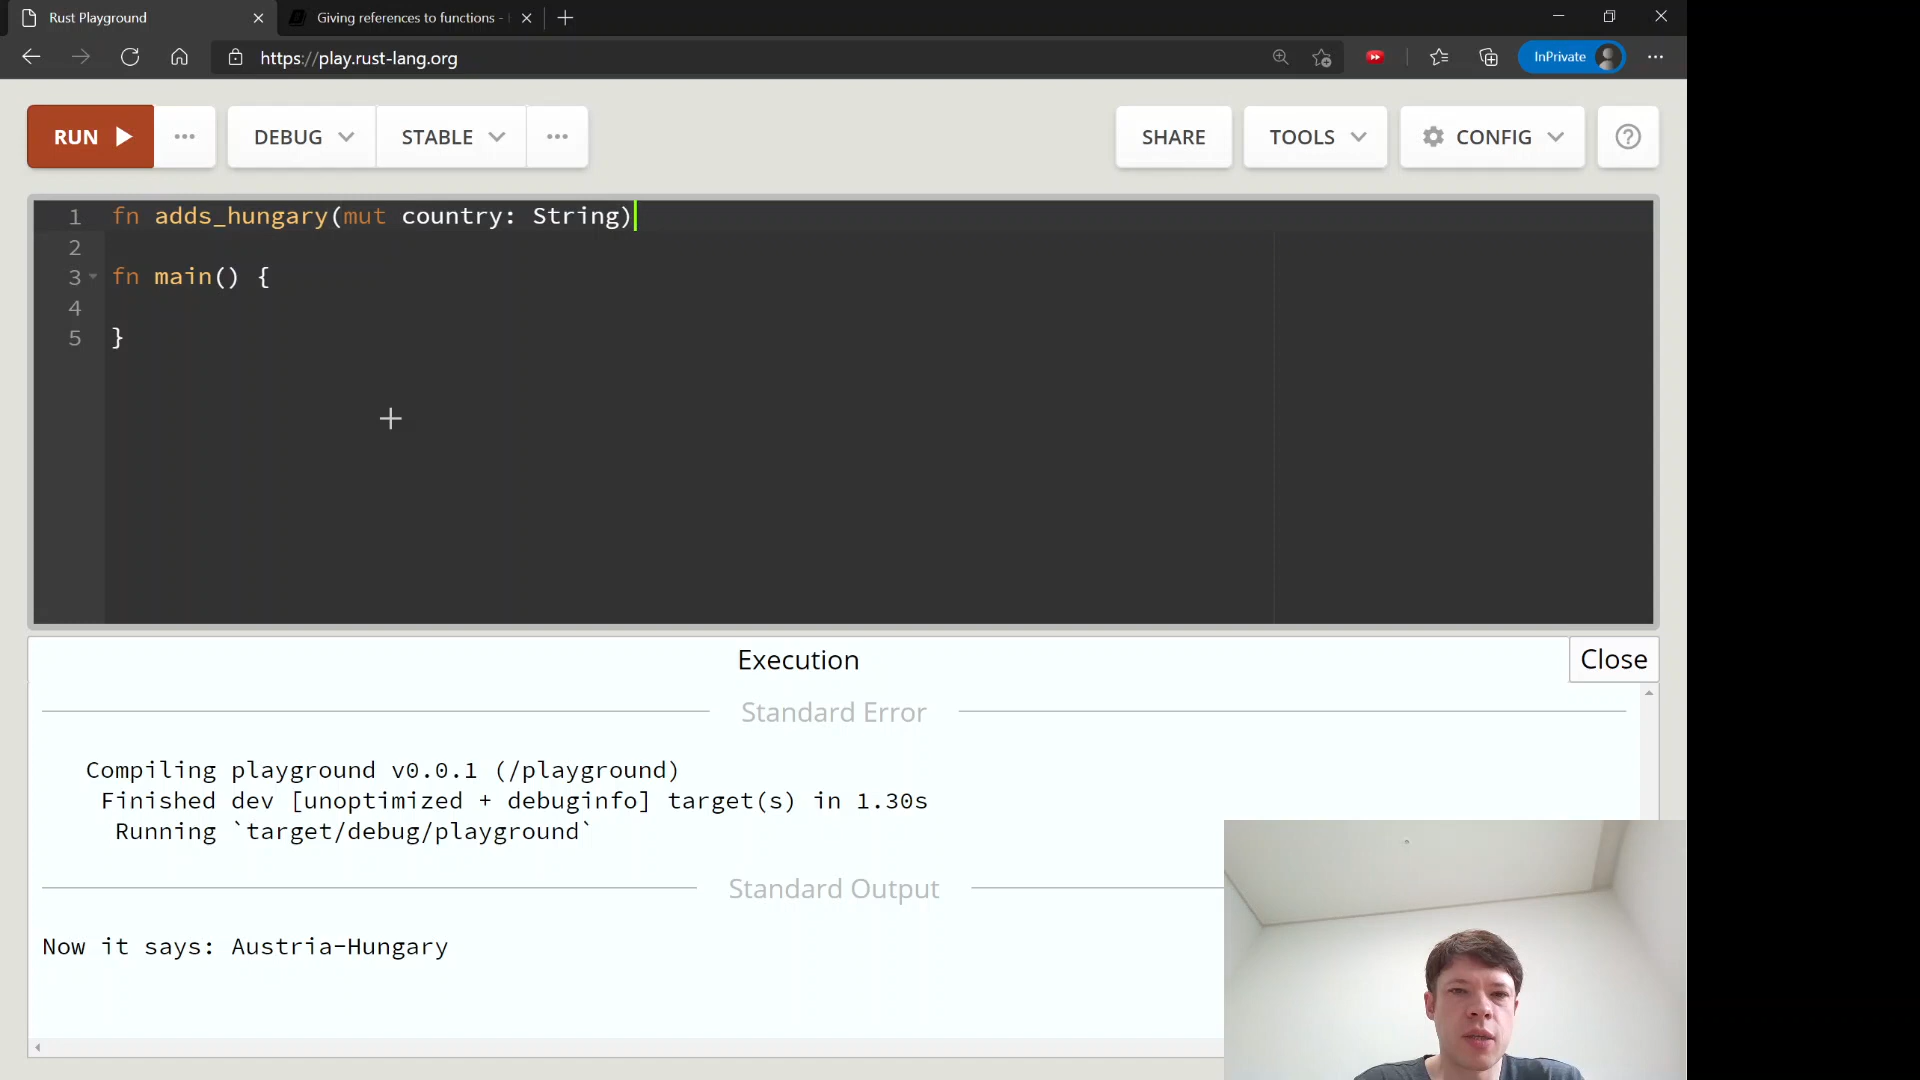 Rust Playground
Giving references to functions -
https://play.rust-lang.org
InPrivate
RUN
DEBUG
STABLE
SHARE
TOOLS
CONFIG
1 fn adds_hungary(mut country: String)
2
3 fn main() {
4
5 }
Execution
Close
Standard Error
Compiling playground v0.0.1 (/playground)
Finished dev [unoptimized + debuginfo] target(s) in 1.30s
Running `target/debug/playground`
Standard Output
Now it says: Austria-Hungary